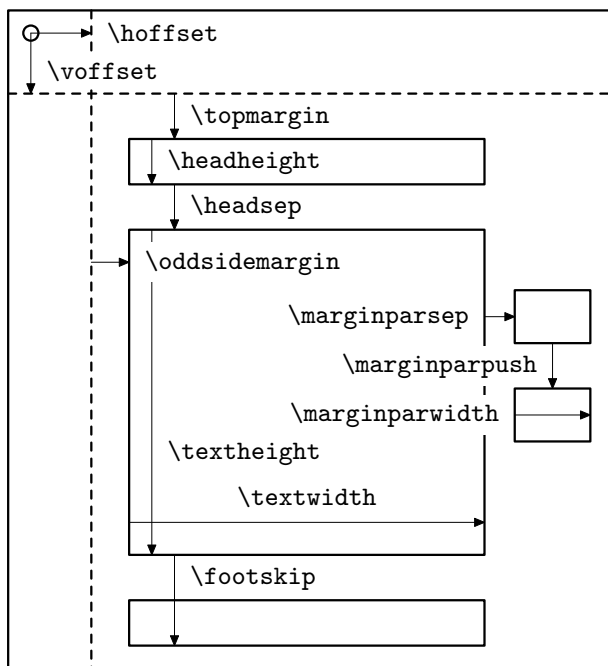 \hoffset
\voffset
\topmargin
\headheight
\headsep
\oddsidemargin
\marginparsep
\marginparpush
\marginparwidth
\textheight
\textwidth
\footskip